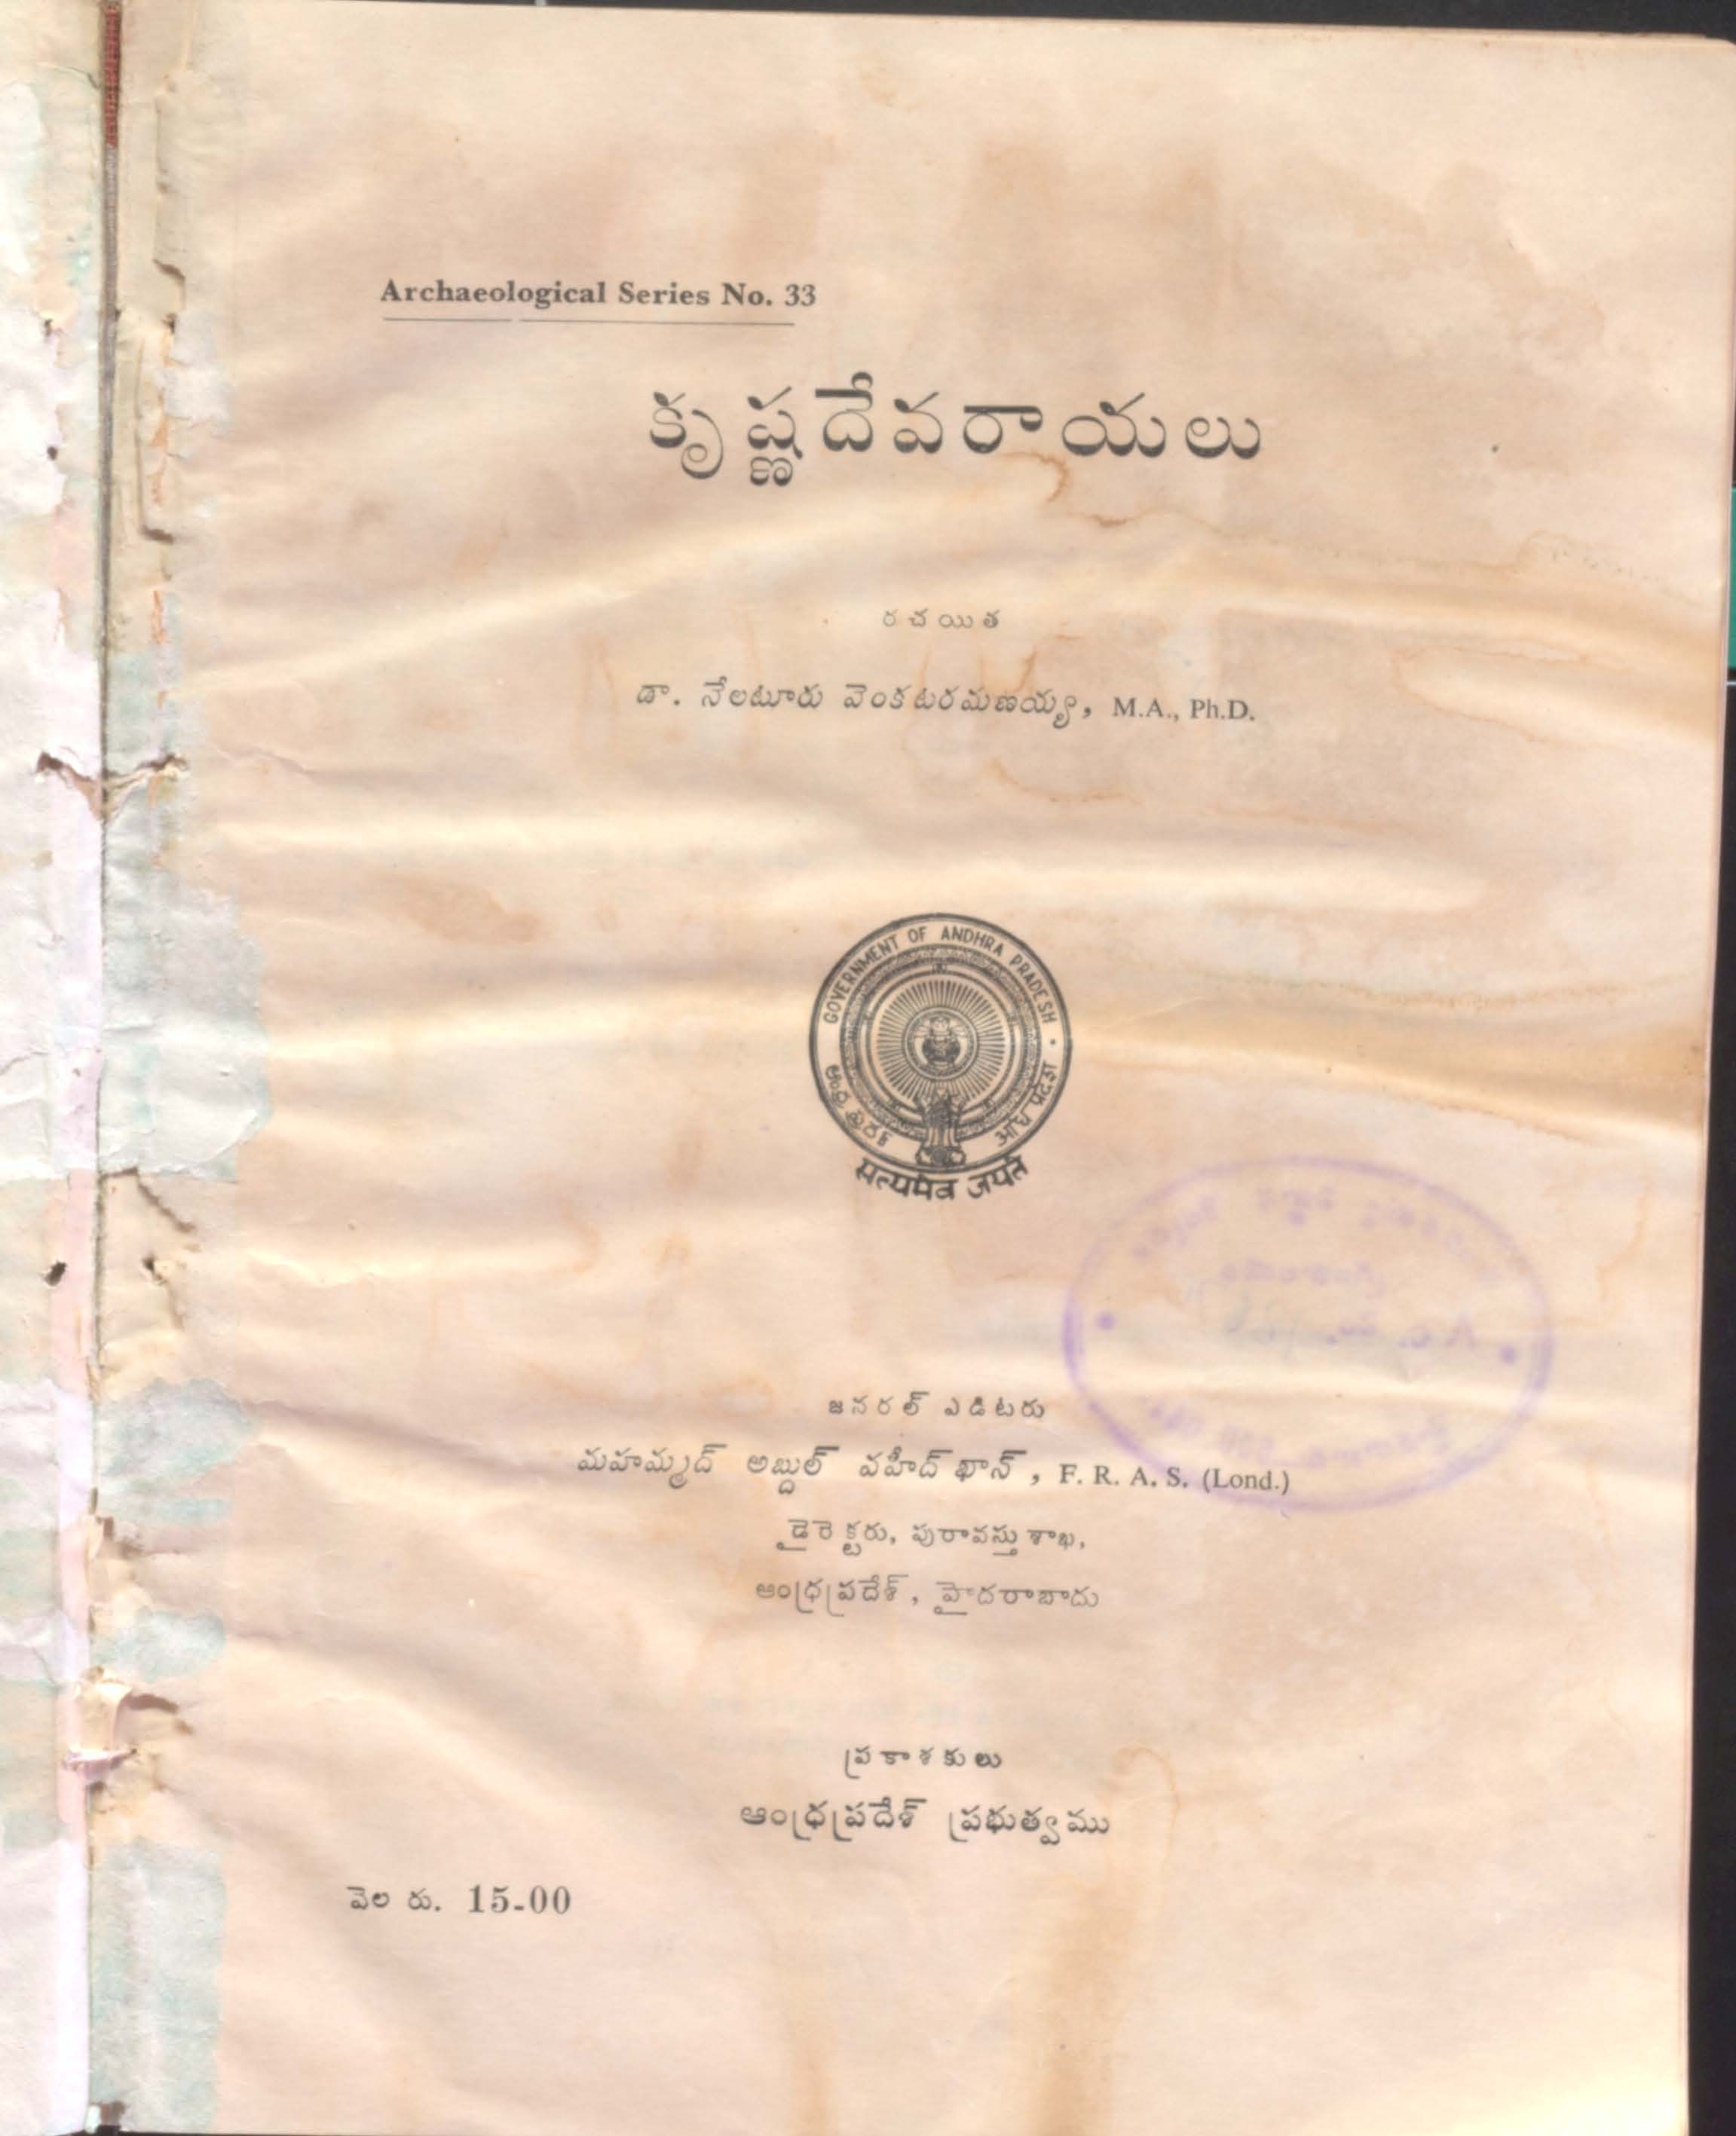 Archaeological Series No. 33
కృష్ణదేవరాయలు
రచయిత
డా. నేలటూరు వెంకటరమణయ్య, M.A., Ph.D.
GOVERNMENT OF ANDHRA PRADESH
सत्यमेव जयते
జనరల్ ఎడిటరు
మహమ్మద్ అబ్దుల్ వహీద్ ఖాన్, F. R. A. S. (Lond.)
డైరెక్టరు, పురావస్తు శాఖ,
ఆంధ్రప్రదేశ్, హైదరాబాదు
ప్రకాశకులు
ఆంధ్రప్రదేశ్ ప్రభుత్వము
వెల రు. 15-00